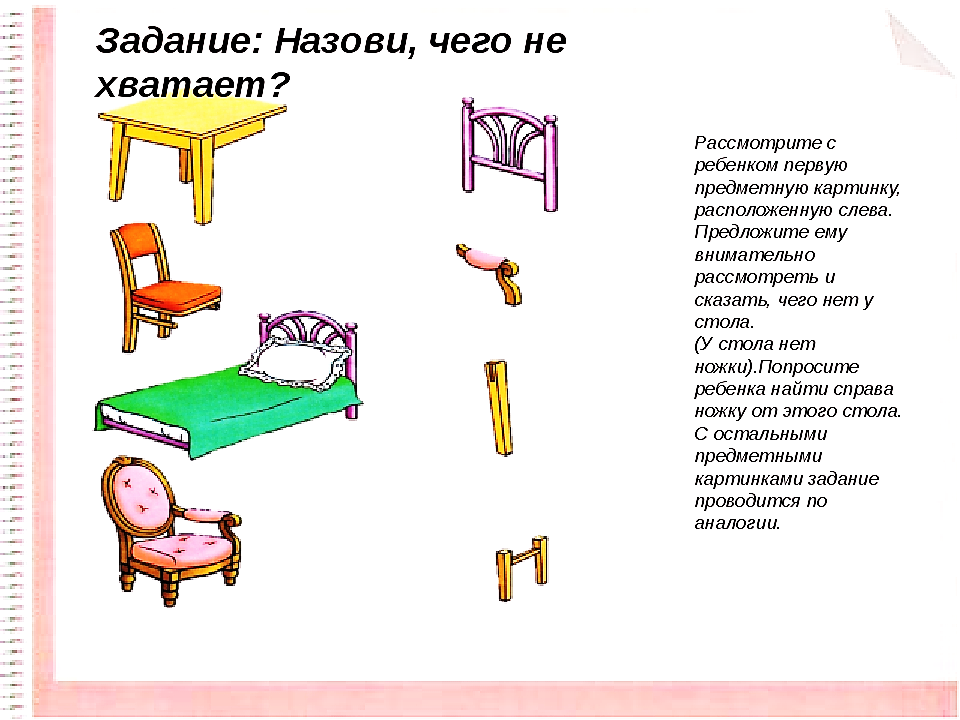 Задание: Назови, чего не
хватает?
Рассмотрите с
ребенком первую
предметную картинку,
расположенную слева.
Предложите ему
внимательно
рассмотреть и
сказать, чего нет у
стола.
(У стола нет
ножки).Попросите
ребенка найти справа
ножку от этого стола.
С остальными
предметными
картинками задание
проводится по
аналогии.